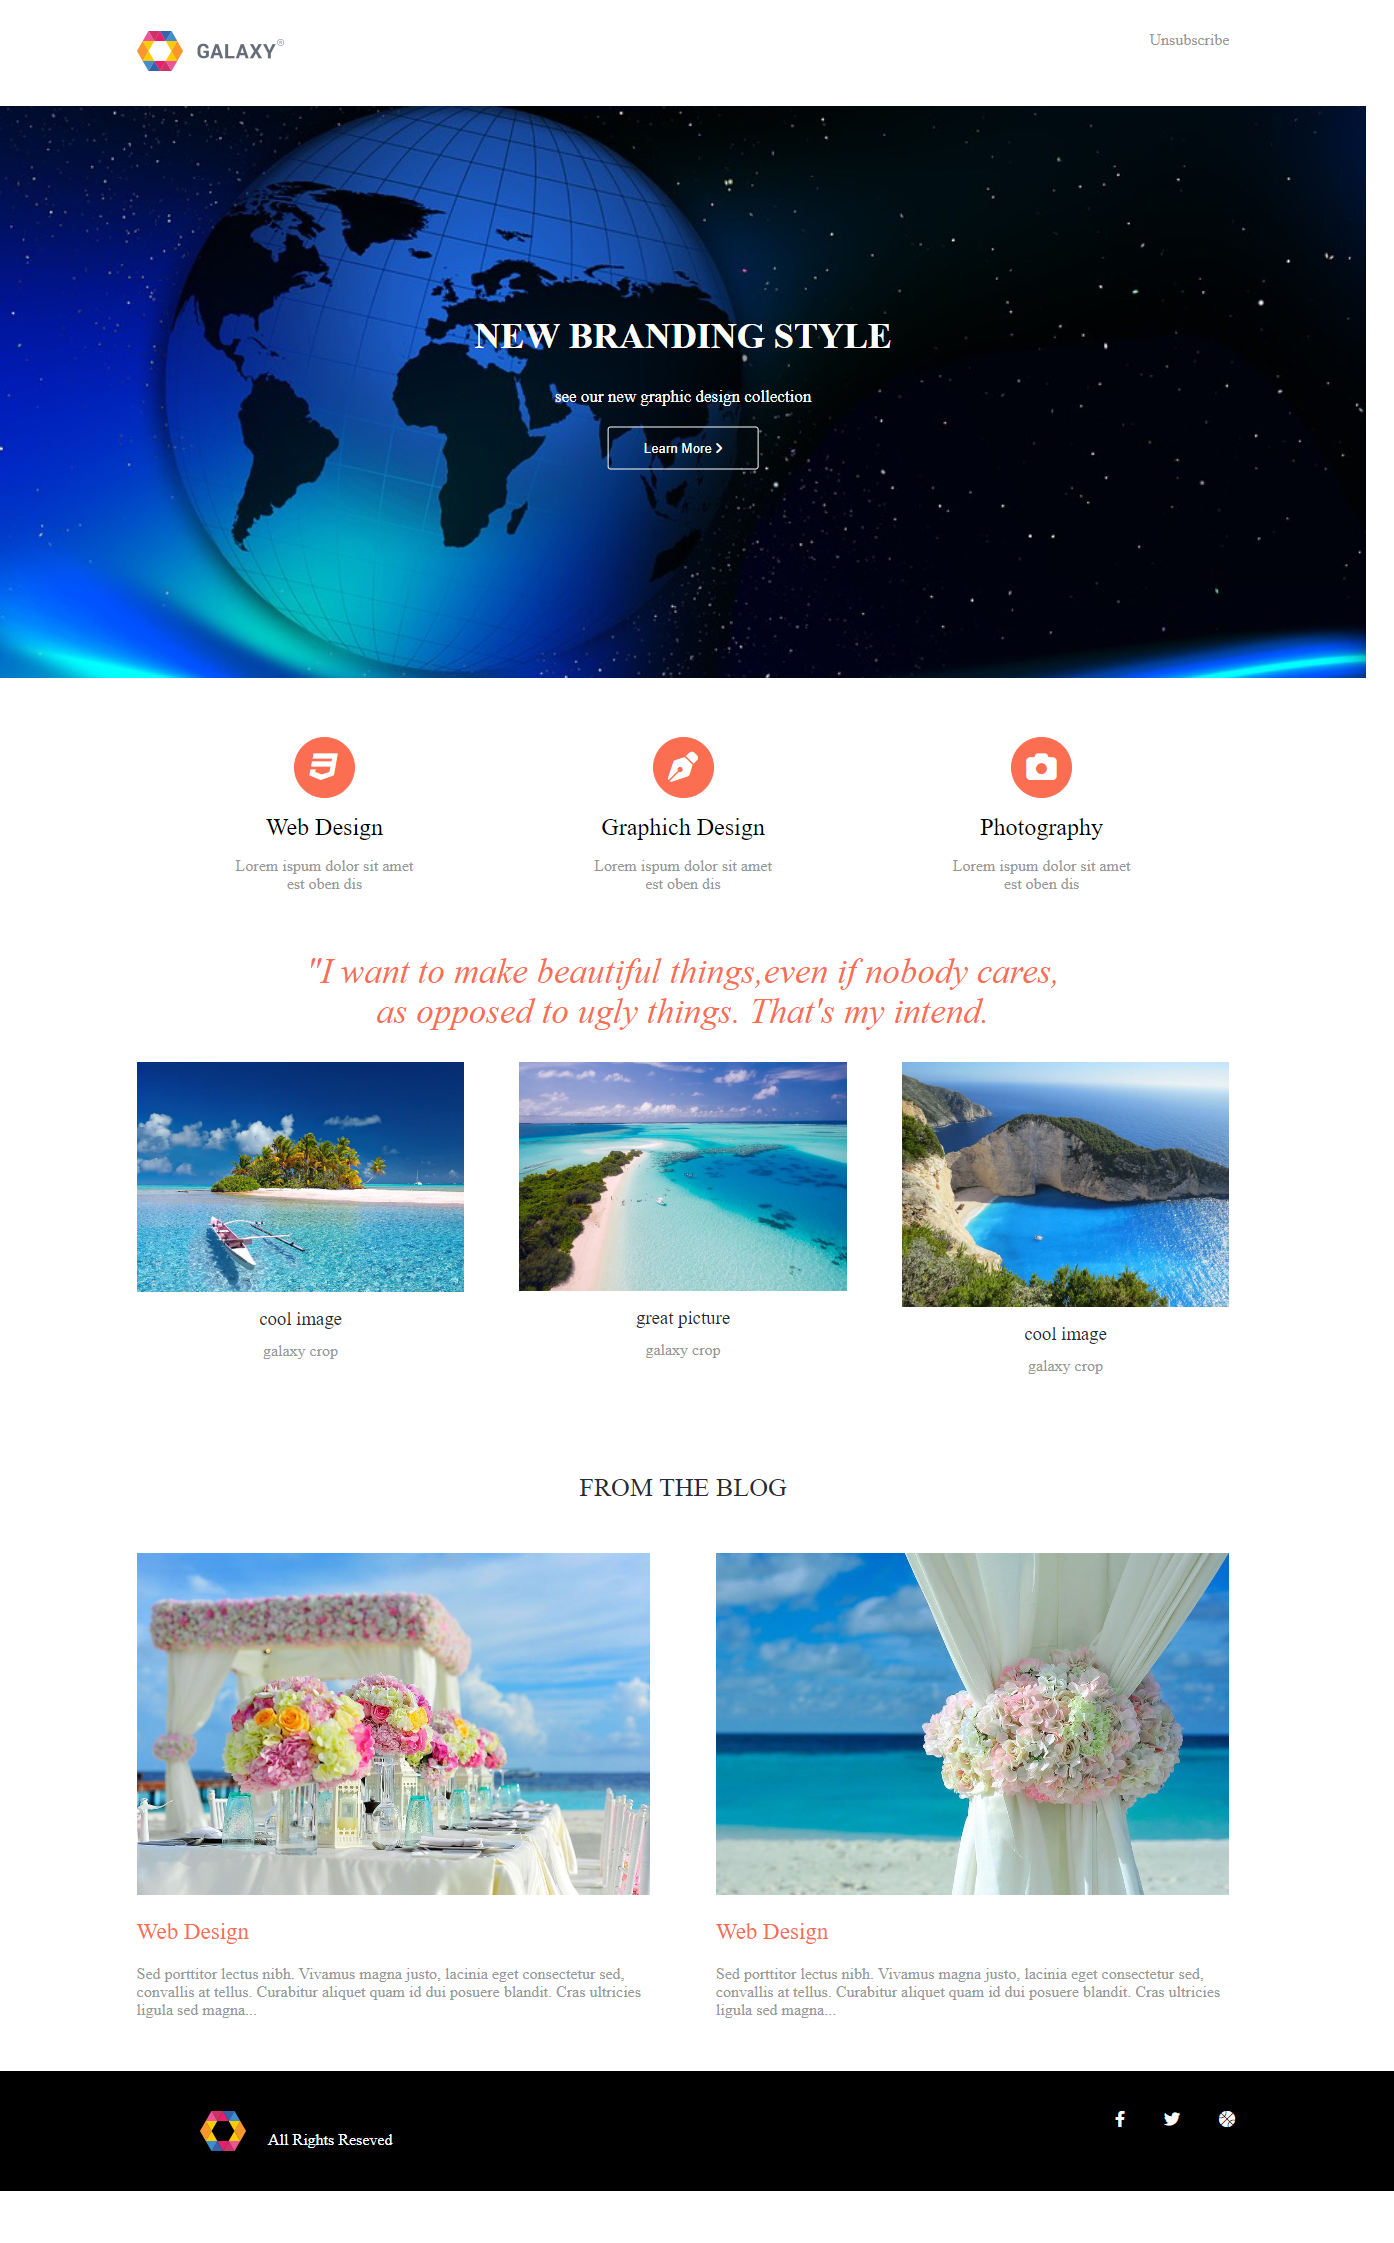 GALAXY®
Unsubscribe
NEW BRANDING STYLE
see our new graphic design collection
Learn More
Web Design
Lorem ispum dolor sit amet
est oben dis
Graphich Design
Lorem ispum dolor sit amet
est oben dis
Photography
Lorem ispum dolor sit amet
est oben dis
"I want to make beautiful things,even if nobody cares,
as opposed to ugly things. That's my intend.
cool image
galaxy crop
great picture
galaxy crop
cool image
galaxy crop
FROM THE BLOG
Web Design
Sed porttitor lectus nibh. Vivamus magna justo, lacinia eget consectetur sed,
convallis at tellus. Curabitur aliquet quam id dui posuere blandit. Cras ultricies
ligula sed magna...
Web Design
Sed porttitor lectus nibh. Vivamus magna justo, lacinia eget consectetur sed,
convallis at tellus. Curabitur aliquet quam id dui posuere blandit. Cras ultricies
ligula sed magna...
All Rights Reseved